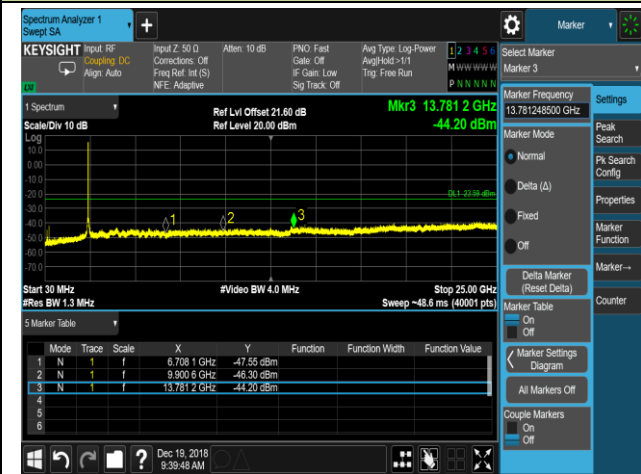 Spectrum Analyzer 1
Swept SA
+
Marker
KEYSIGHT
Input: RF
Coupling: DC
Align: Auto
Input Z: 50 Ω
Corrections: Off
Freq Ref: Int (S)
NFE: Adaptive
Atten: 10 dB
PNO: Fast
Gate: Off
IF Gain: Low
Sig Track: Off
Avg Type: Log-Power
Avg|Hold:>1/1
Trig: Free Run
1 2 3 4 5 6
M W W W W W
P N N N N N
Select Marker
Marker 3
1 Spectrum
Scale/Div 10 dB
Ref Lvl Offset 21.60 dB
Ref Level 20.00 dBm
Mkr3 13.781 2 GHz
-44.20 dBm
Log
10.0
0.00
-10.0
-20.0
-30.0
-40.0
-50.0
-60.0
-70.0
DL1 -23.59 dBm
1
2
3
Start 30 MHz
#Res BW 1.3 MHz
#Video BW 4.0 MHz
Stop 25.00 GHz
Sweep ~48.6 ms (40001 pts)
5 Marker Table
Mode Trace Scale X Y Function Function Width Function Value
1 N 1 f 6.708 1 GHz -47.55 dBm
2 N 1 f 9.900 6 GHz -46.30 dBm
3 N 1 f 13.781 2 GHz -44.20 dBm
4
5
6
Marker Frequency
13.781248500 GHz
Marker Mode
Normal
Delta (Δ)
Fixed
Off
Delta Marker
(Reset Delta)
Marker Table
On
Off
Marker Settings
Diagram
All Markers Off
Couple Markers
On
Off
Settings
Peak
Search
Pk Search
Config
Properties
Marker
Function
Marker→
Counter
?
Dec 19, 2018
9:39:48 AM